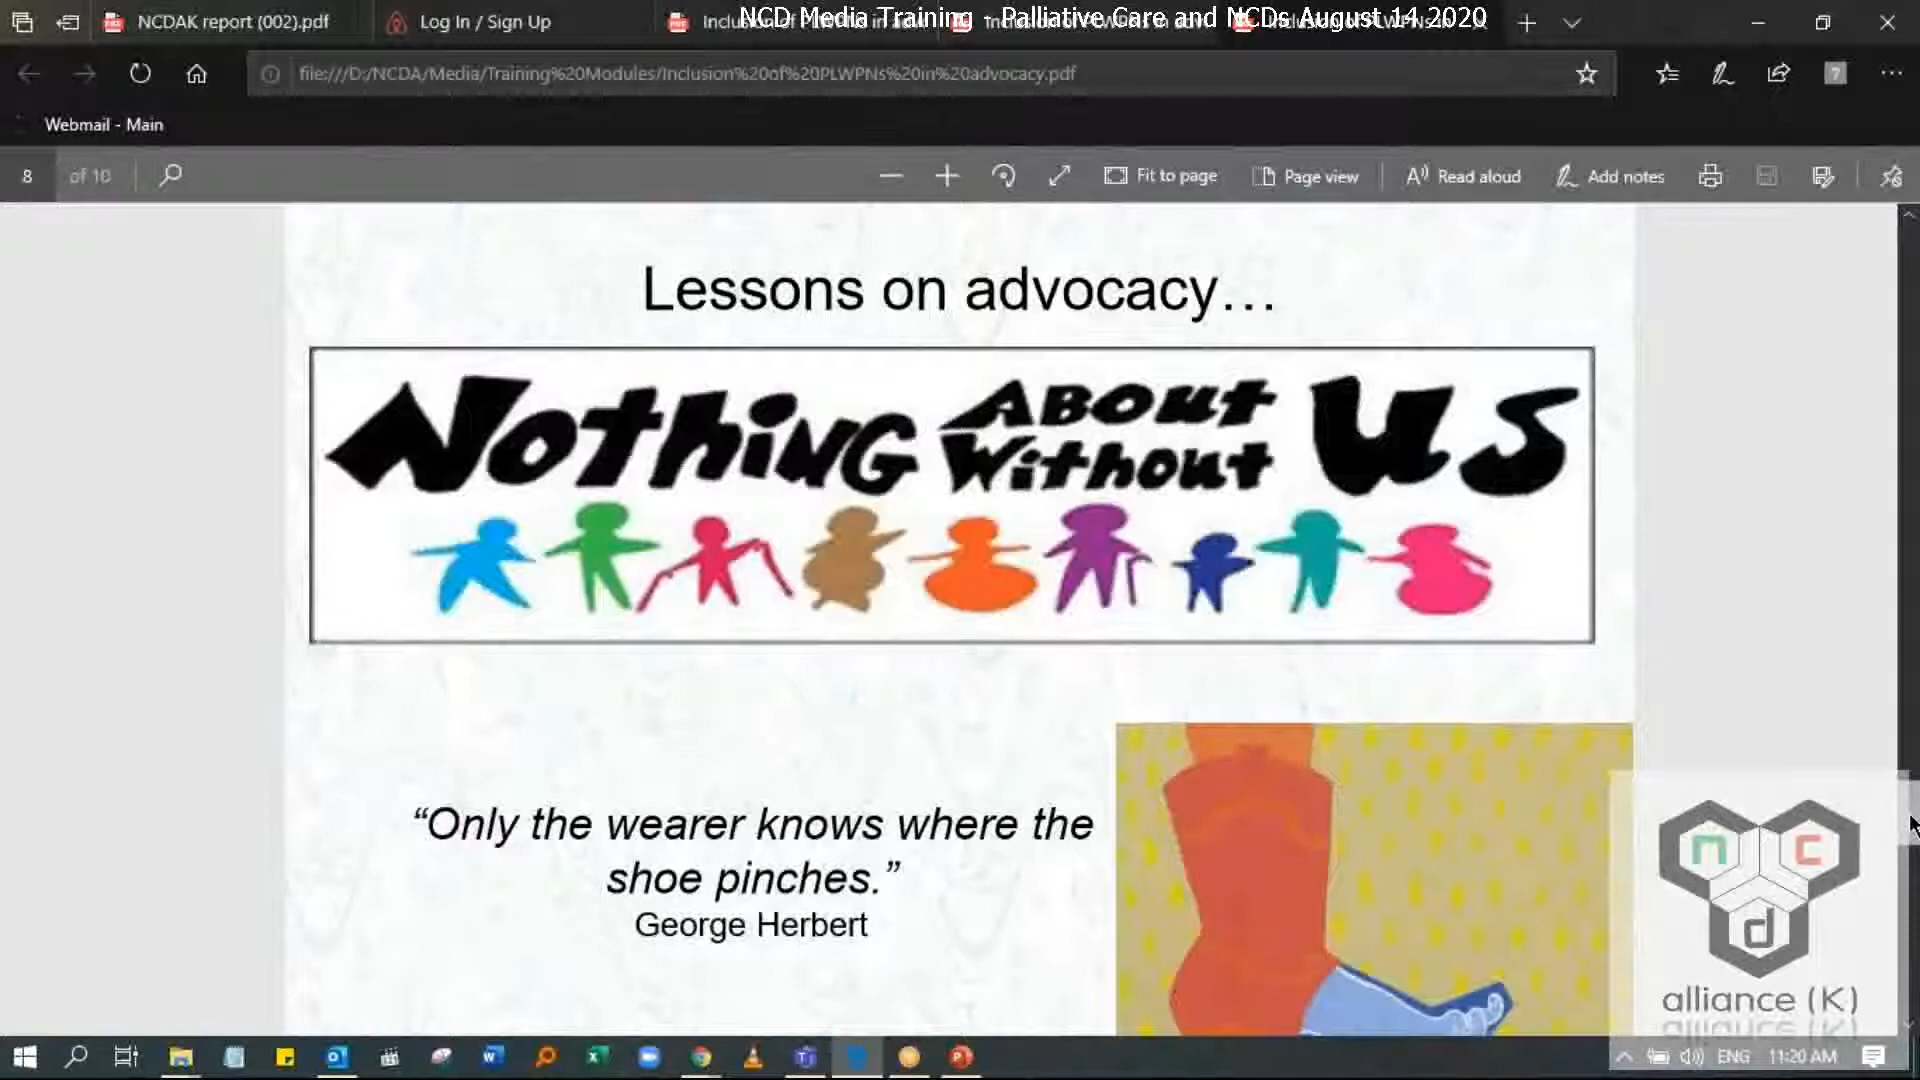 NCD Media Training - Palliative Care and NCDs August 14 2020
NCDAK report (002).pdf
Log In / Sign Up
file:///D:/NCDA/Media/Training%20Modules/Inclusion%20of%20PLWPNs%20in%20advocacy.pdf
Webmail - Main
8 of 10
Fit to page
Page view
Read aloud
Add notes
Lessons on advocacy…
Nothing About Without Us
“Only the wearer knows where the
shoe pinches.”
George Herbert
n c d
alliance (K)
ENG 11:20 AM